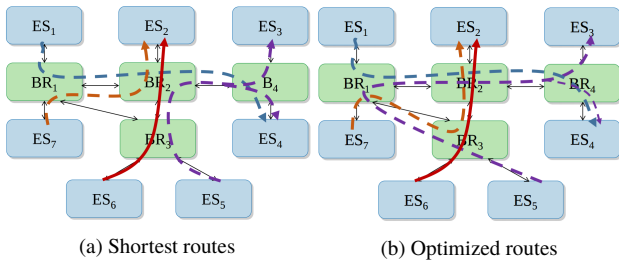 ES1 ES2 ES3 ES1 ES2 ES3
BR1 BR2 B4 BR1 BR2 BR4
ES7 BR3 ES4 ES7 BR3 ES4
ES6 ES5 ES6 ES5
(a) Shortest routes (b) Optimized routes